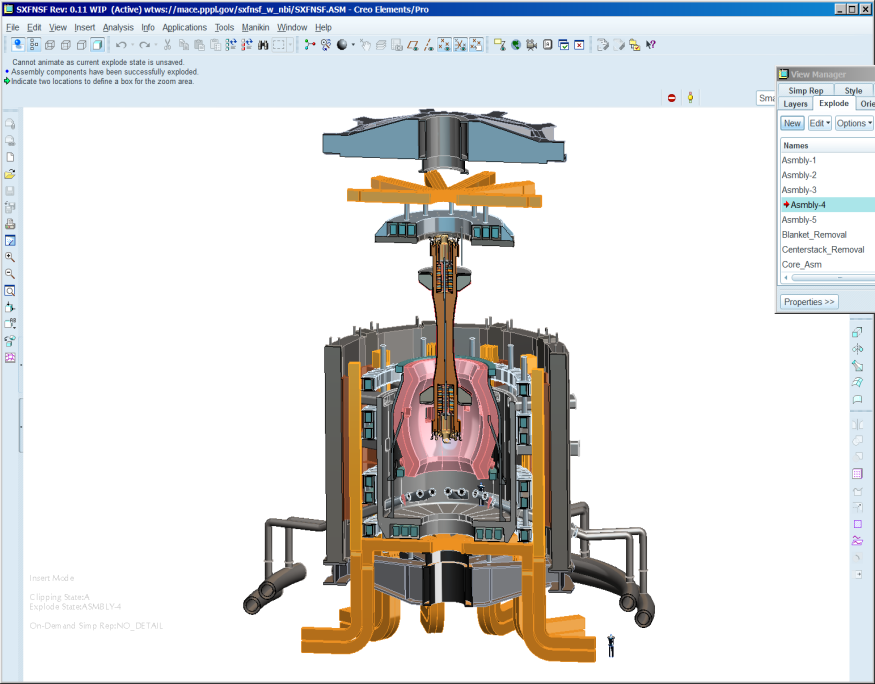 SXFNSF Rev: 0.11 WIP (Active) wtws://mace.pppl.gov/sxfnsf_w_nbi/SXFNSF.ASM - Creo Elements/Pro
File Edit View Insert Analysis Info Applications Tools Manikin Window Help
Cannot animate as current explode state is unsaved.
Assembly components have been successfully exploded.
Indicate two locations to define a box for the zoom area.
View Manager
Simp Rep Style
Layers Explode Orie
Sma
New Edit Options
Names
Asmbly-1
Asmbly-2
Asmbly-3
Asmbly-4
Asmbly-5
Blanket_Removal
Centerstack_Removal
Core_Asm
Properties >>
Insert Mode
Clipping State:A
Explode State:ASMBLY-4
On-Demand Simp Rep:NO_DETAIL